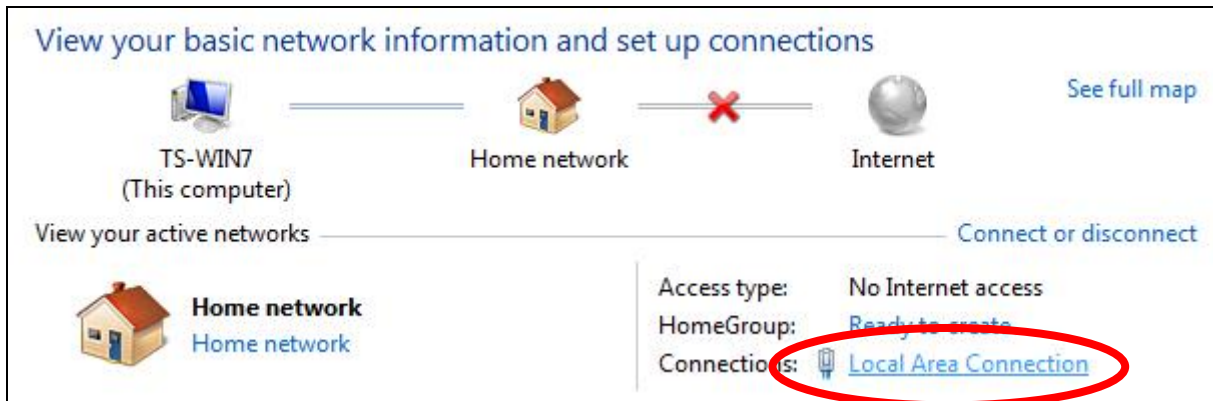 View your basic network information and set up connections
See full map
TS-WIN7
(This computer)
Home network
Internet
View your active networks
Connect or disconnect
Home network
Home network
Access type: No Internet access
HomeGroup: Ready to create
Connections: Local Area Connection